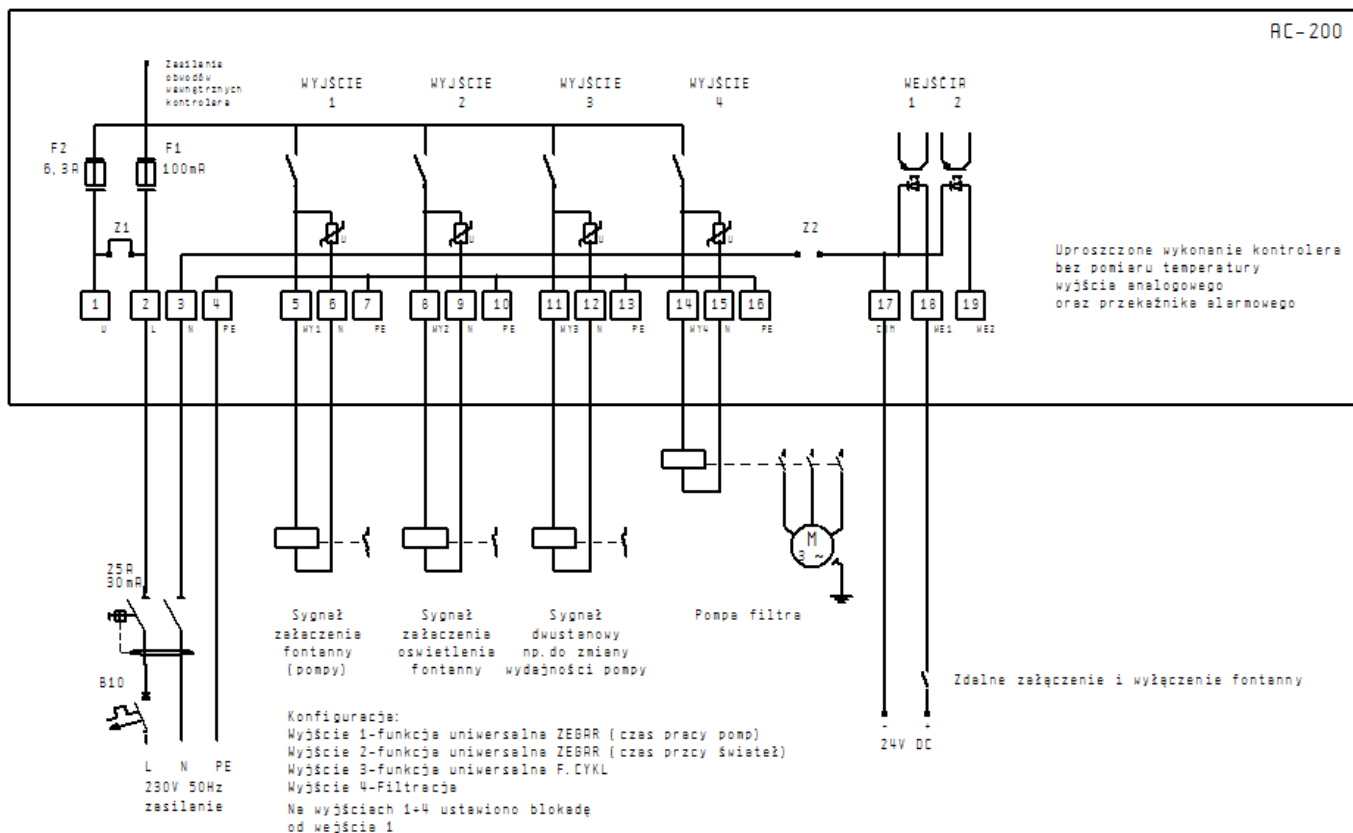 AC-200
Zasilanie
obwodów
wewnętrznych
kontrolera
WYJŚCIE
1
WYJŚCIE
2
WYJŚCIE
3
WYJŚCIE
4
WEJŚCIA
1 2
F2
6,3A
F1
100mA
Z1
Z2
U
U
U
U
Uproszczone wykonanie kontrolera
bez pomiaru temperatury
wyjścia analogowego
oraz przekaźnika alarmowego
1 2 3 4 5 6 7 8 9 10 11 12 13 14 15 16 17 18 19
U L N PE WY1 N PE WY2 N PE WY3 N PE WY4 N PE COM WE1 WE2
M
3 ~
25A
30mA
B10
Sygnał
załaczenia
fontanny
(pompy)
Sygnał
załaczenia
oswietlenia
fontanny
Sygnał
dwustanowy
np.do zmiany
wydajności pompy
Pompa filtra
Zdalne załączenie i wyłączenie fontanny
- +
24V DC
L N PE
230V 50Hz
zasilanie
Konfiguracja:
Wyjście 1-funkcja uniwersalna ZEGAR (czas pracy pomp)
Wyjście 2-funkcja uniwersalna ZEGAR (czas przcy świateł)
Wyjście 3-funkcja uniwersalna F.CYKL
Wyjście 4-Filtracja
Na wyjściach 1÷4 ustawiono blokadę
od wejścia 1